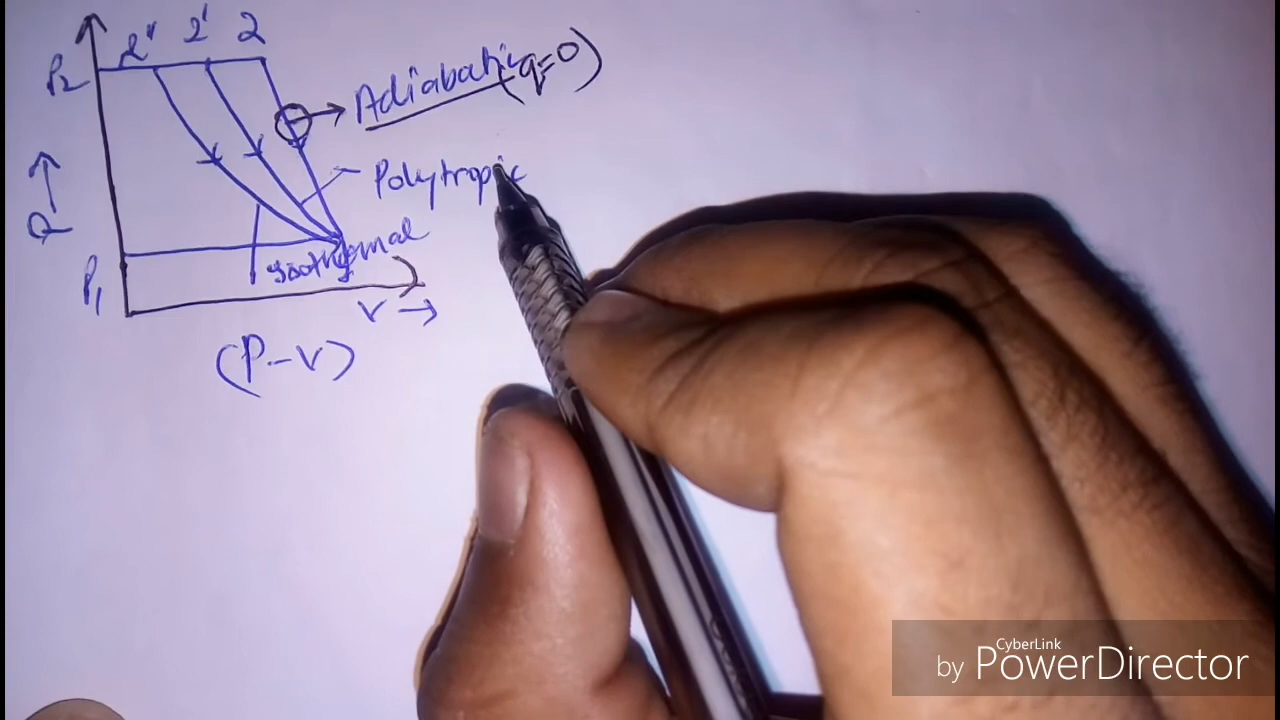 2" 2' 2
P2
Adiabatic (q=0)
Polytropic
P
Isothermal
P1
V →
(P-V)
CyberLink
by PowerDirector